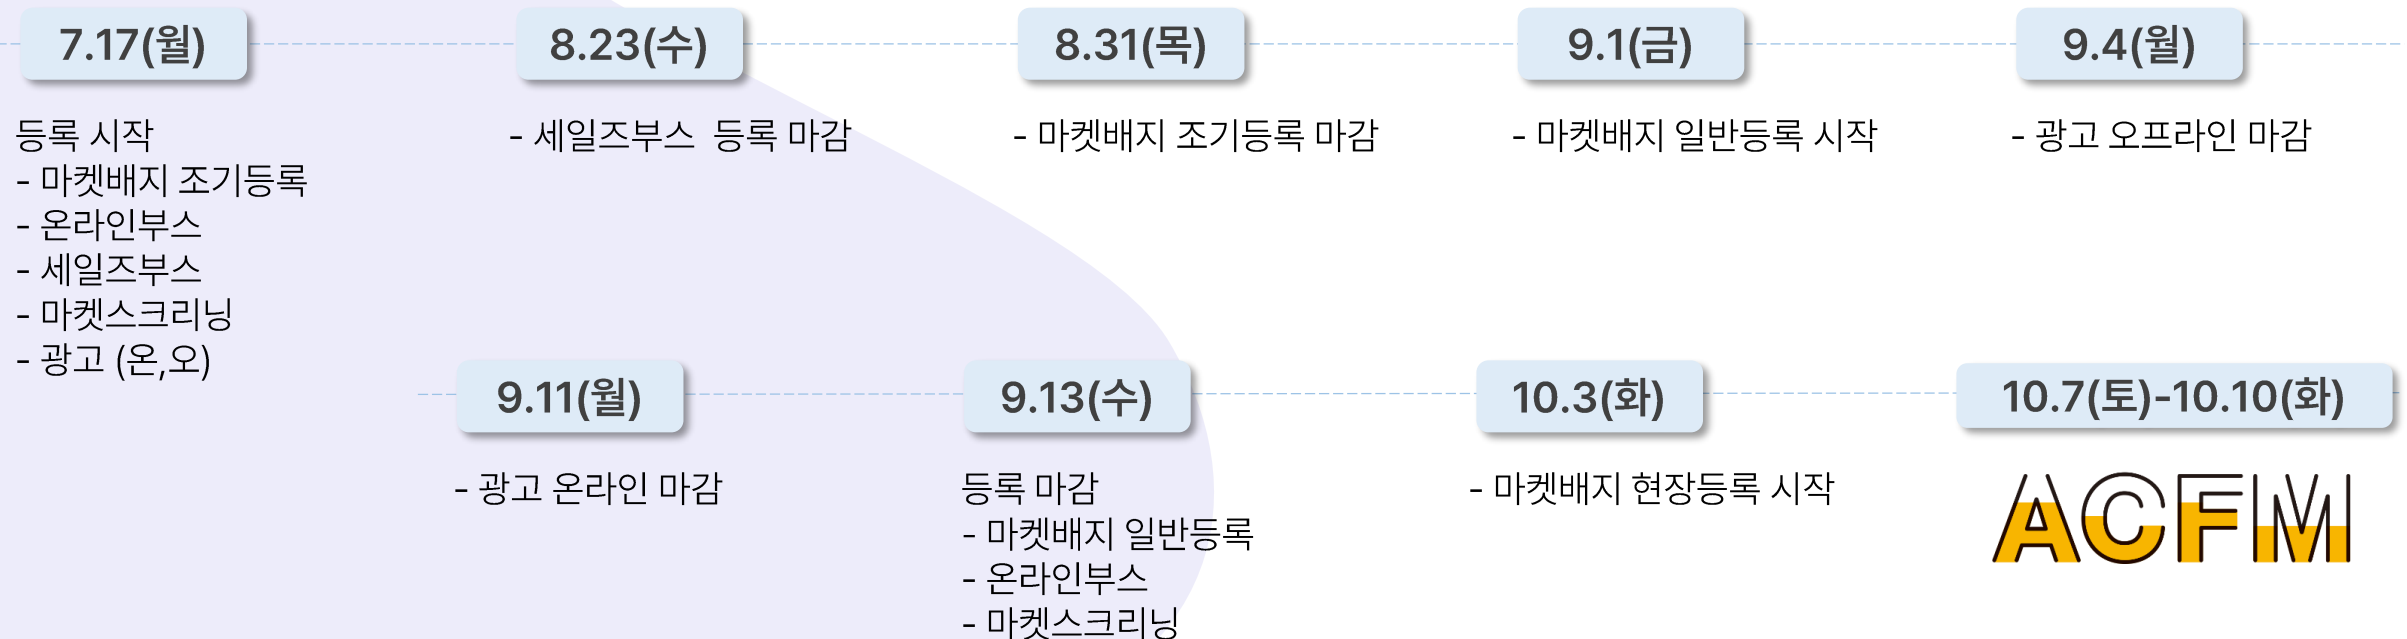 7.17(월)
등록 시작
- 마켓배지 조기등록
- 온라인부스
- 세일즈부스
- 마켓스크리닝
- 광고 (온,오)
8.23(수)
- 세일즈부스 등록 마감
8.31(목)
- 마켓배지 조기등록 마감
9.1(금)
- 마켓배지 일반등록 시작
9.4(월)
- 광고 오프라인 마감
9.11(월)
- 광고 온라인 마감
9.13(수)
등록 마감
- 마켓배지 일반등록
- 온라인부스
- 마켓스크리닝
10.3(화)
- 마켓배지 현장등록 시작
10.7(토)-10.10(화)
ACFM